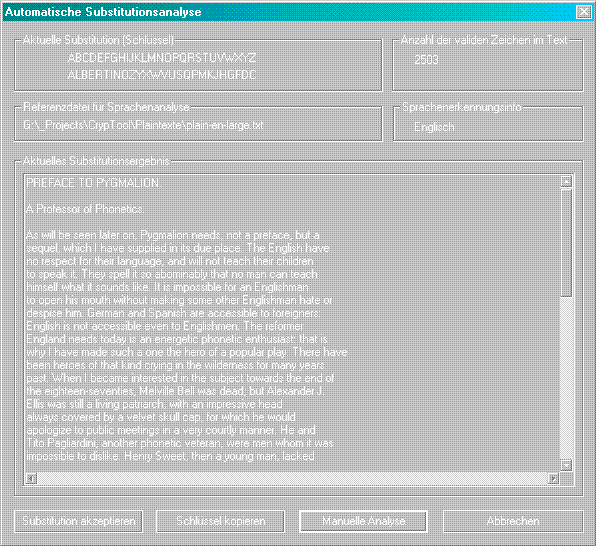 Automatische Substitutionsanalyse
Aktuelle Substitution (Schlüssel)
ABCDEFGHIJKLMNOPQRSTUVWXYZ
ALBERTINOZYXWVUSQPMKJHGFDC
Anzahl der validen Zeichen im Text
2503
Referenzdatei für Sprachenanalyse
G:\_Projects\CrypTool\Plaintexte\plain-en-large.txt
Sprachenerkennungsinfo
Englisch
Aktuelles Substitutionsergebnis
PREFACE TO PYGMALION.
A Professor of Phonetics.
As will be seen later on, Pygmalion needs, not a preface, but a
sequel, which I have supplied in its due place. The English have
no respect for their language, and will not teach their children
to speak it. They spell it so abominably that no man can teach
himself what it sounds like. It is impossible for an Englishman
to open his mouth without making some other Englishman hate or
despise him. German and Spanish are accessible to foreigners:
English is not accessible even to Englishmen. The reformer
England needs today is an energetic phonetic enthusiast: that is
why I have made such a one the hero of a popular play. There have
been heroes of that kind crying in the wilderness for many years
past. When I became interested in the subject towards the end of
the eighteen-seventies, Melville Bell was dead; but Alexander J.
Ellis was still a living patriarch, with an impressive head
always covered by a velvet skull cap, for which he would
apologize to public meetings in a very courtly manner. He and
Tito Pagliardini, another phonetic veteran, were men whom it was
impossible to dislike. Henry Sweet, then a young man, lacked
Substitution akzeptieren
Schlüssel kopieren
Manuelle Analyse
Abbrechen